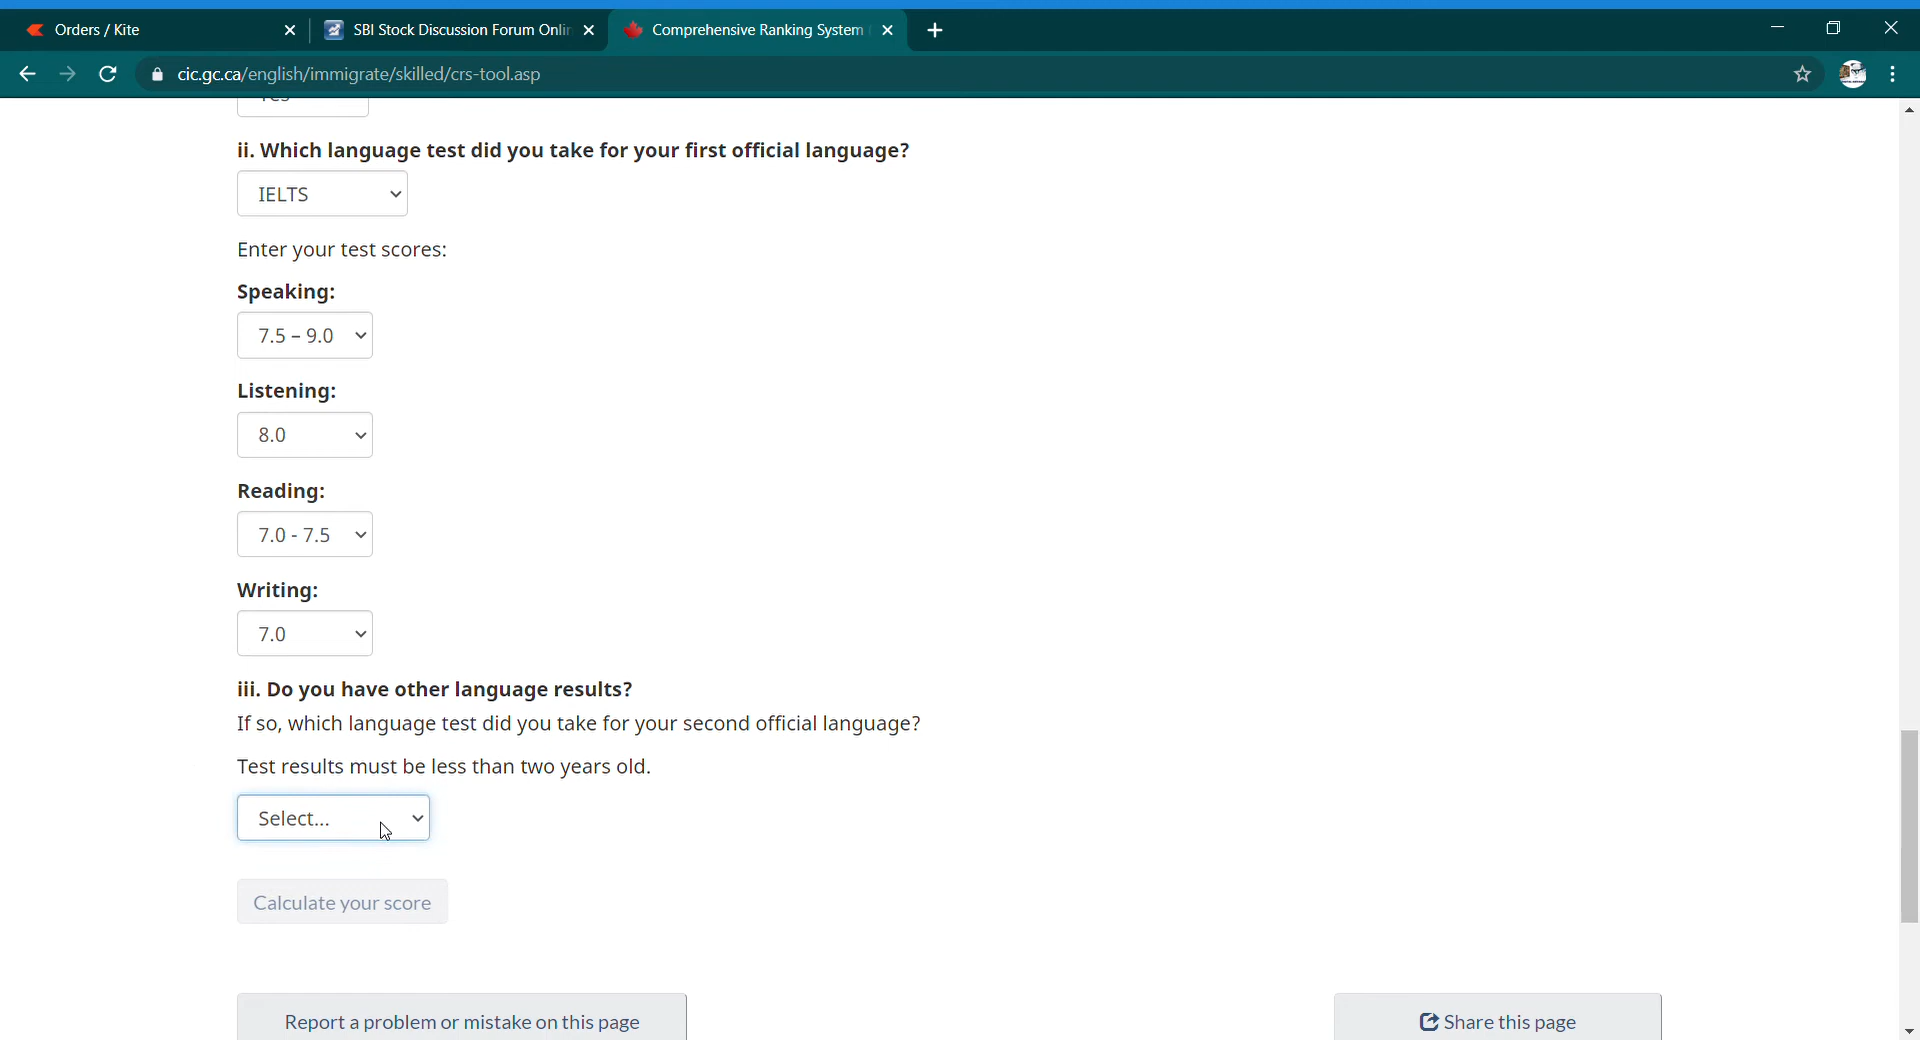 Orders / Kite
SBI Stock Discussion Forum Onlin
Comprehensive Ranking System
cic.gc.ca/english/immigrate/skilled/crs-tool.asp
ii. Which language test did you take for your first official language?
IELTS
Enter your test scores:
Speaking:
7.5 – 9.0
Listening:
8.0
Reading:
7.0 - 7.5
Writing:
7.0
iii. Do you have other language results?
If so, which language test did you take for your second official language?
Test results must be less than two years old.
Select...
Calculate your score
Report a problem or mistake on this page
Share this page